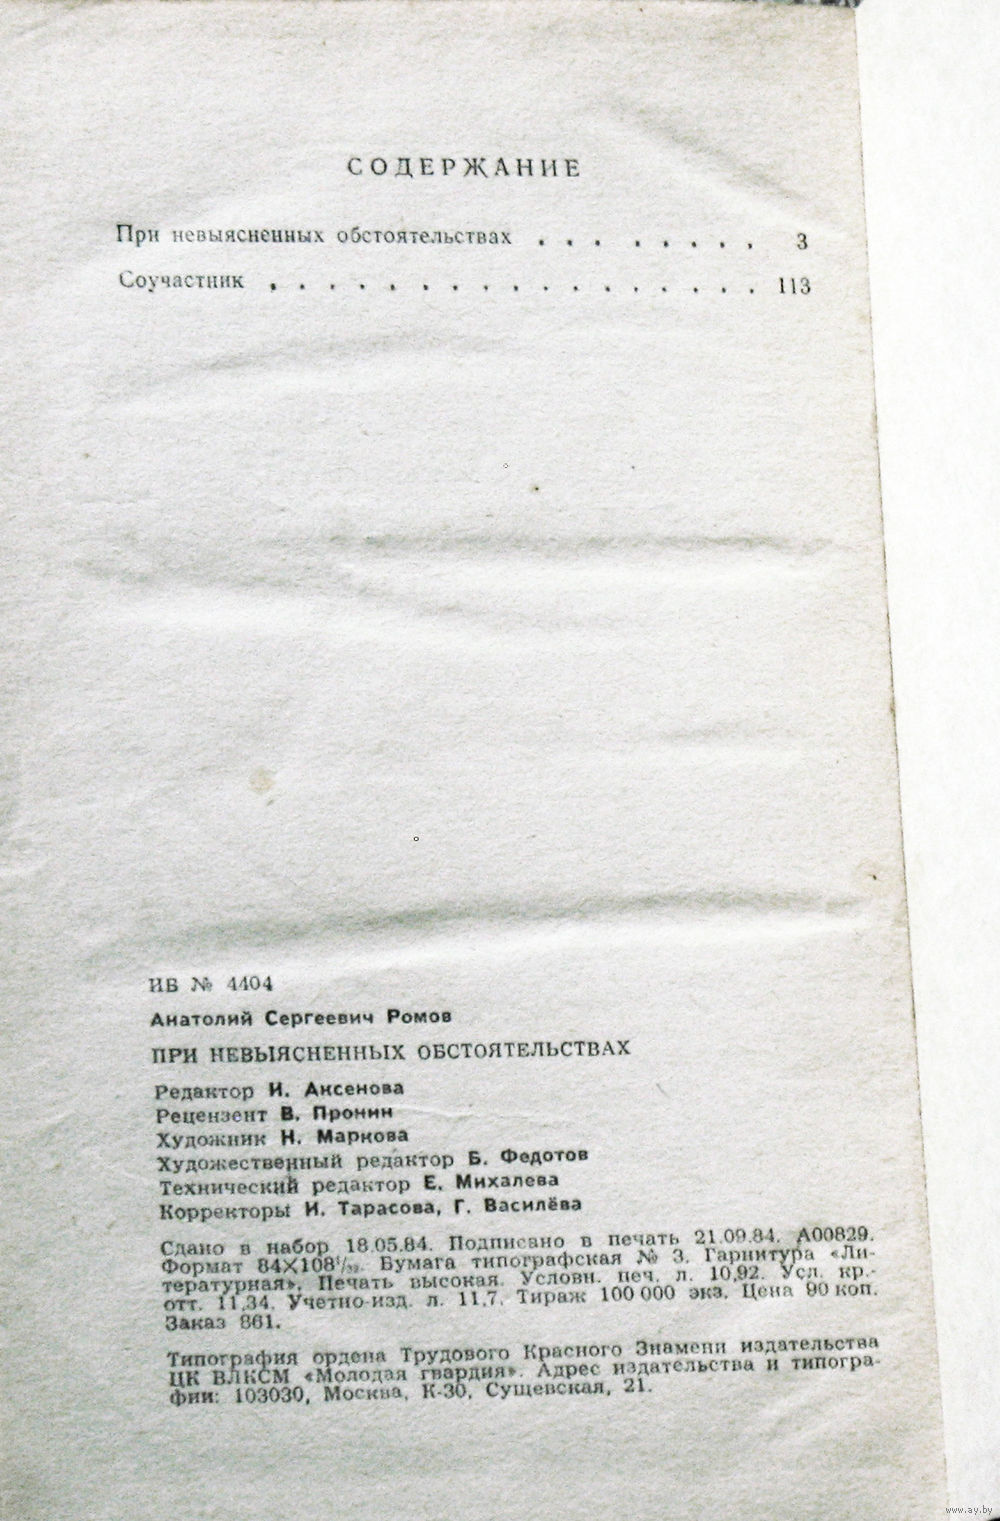 СОДЕРЖАНИЕ
При невыясненных обстоятельствах . . . . . . . . 3
Соучастник . . . . . . . . . . . . . . . . . 113
ИБ № 4404
Анатолий Сергеевич Ромов
ПРИ НЕВЫЯСНЕННЫХ ОБСТОЯТЕЛЬСТВАХ
Редактор И. Аксенова
Рецензент В. Пронин
Художник Н. Маркова
Художественный редактор Б. Федотов
Технический редактор Е. Михалева
Корректоры И. Тарасова, Г. Василёва
Сдано в набор 18.05.84. Подписано в печать 21.09.84. А00829.
Формат 84×108¹/₃₂. Бумага типографская № 3. Гарнитура «Ли-
тературная». Печать высокая. Условн. печ. л. 10,92. Усл. кр.-
отт. 11,34. Учетно-изд. л. 11,7. Тираж 100 000 экз. Цена 90 коп.
Заказ 861.
Типография ордена Трудового Красного Знамени издательства
ЦК ВЛКСМ «Молодая гвардия». Адрес издательства и типогра-
фии: 103030, Москва, К-30, Сущевская, 21.
www.ay.by